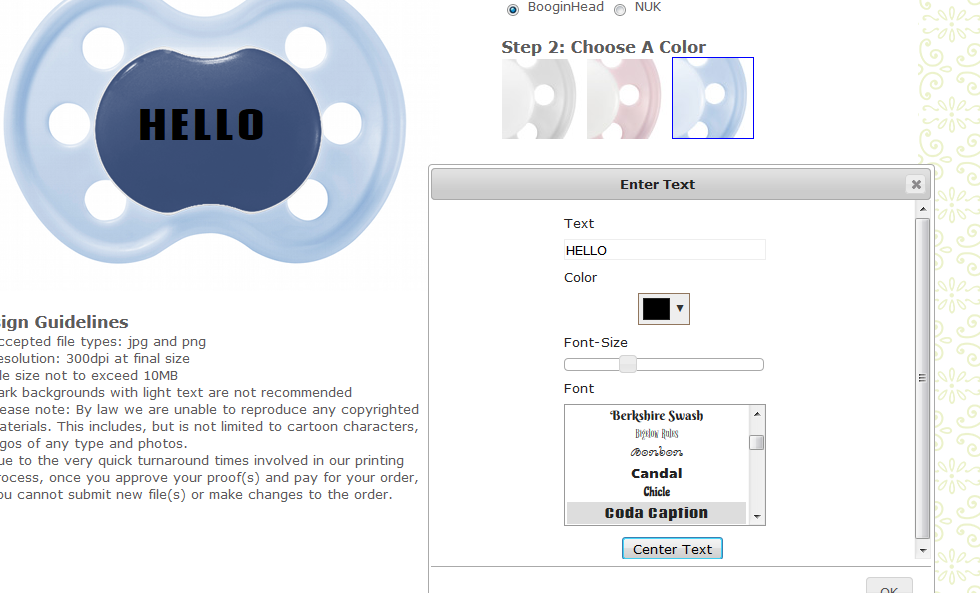 BooginHead NUK
Step 2: Choose A Color
HELLO
Enter Text
Text
HELLO
Color
Font-Size
Font
Berkshire Swash
Bigelow Rules
Bonbon
Candal
Chicle
Coda Caption
Center Text
OK
ign Guidelines
ccepted file types: jpg and png
esolution: 300dpi at final size
le size not to exceed 10MB
ark backgrounds with light text are not recommended
ease note: By law we are unable to reproduce any copyrighted
aterials. This includes, but is not limited to cartoon characters,
gos of any type and photos.
ue to the very quick turnaround times involved in our printing
rocess, once you approve your proof(s) and pay for your order,
ou cannot submit new file(s) or make changes to the order.